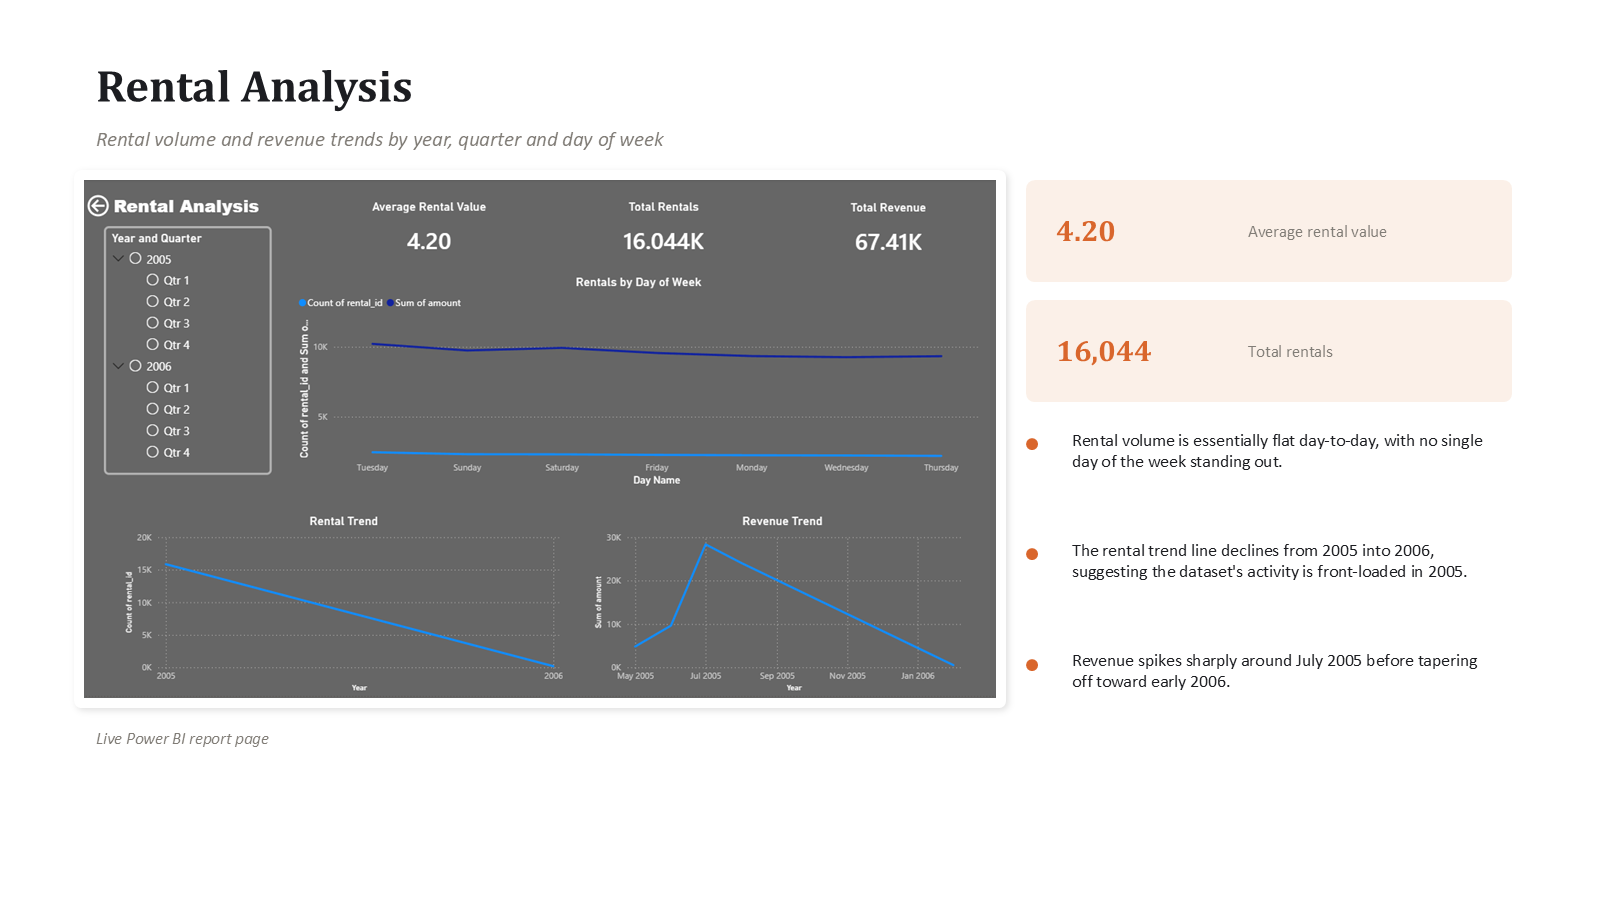 Rental Analysis
Rental volume and revenue trends by year, quarter and day of week
Rental Analysis
Year and Quarter
2005
Qtr 1
Qtr 2
Qtr 3
Qtr 4
2006
Qtr 1
Qtr 2
Qtr 3
Qtr 4
Average Rental Value
4.20
Total Rentals
16.044K
Total Revenue
67.41K
Rentals by Day of Week
Count of rental_id Sum of amount
Count of rental_id and Sum o...
10K
5K
Tuesday Sunday Saturday Friday Monday Wednesday Thursday
Day Name
Rental Trend
Count of rental_id
20K
15K
10K
5K
0K
2005 2006
Year
Revenue Trend
Sum of amount
30K
20K
10K
0K
May 2005 Jul 2005 Sep 2005 Nov 2005 Jan 2006
Year
Live Power BI report page
4.20 Average rental value
16,044 Total rentals
Rental volume is essentially flat day-to-day, with no single
day of the week standing out.
The rental trend line declines from 2005 into 2006,
suggesting the dataset's activity is front-loaded in 2005.
Revenue spikes sharply around July 2005 before tapering
off toward early 2006.